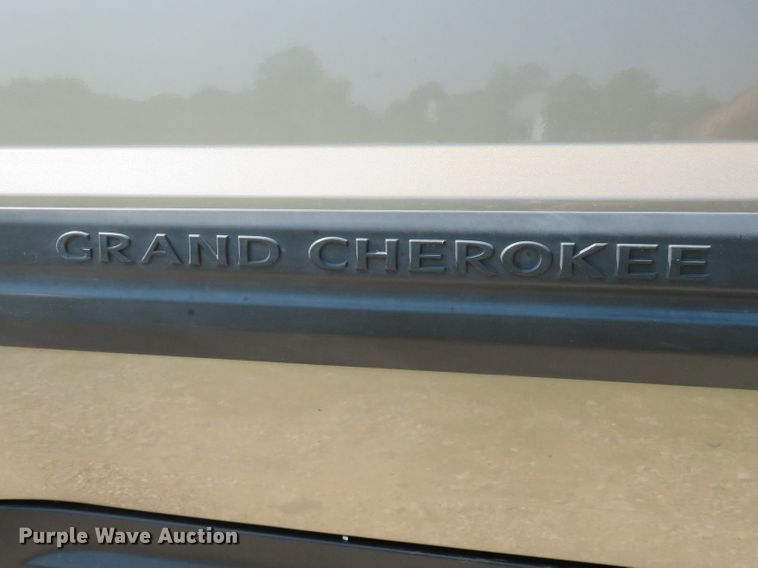 GRAND CHEROKEE
Purple Wave Auction